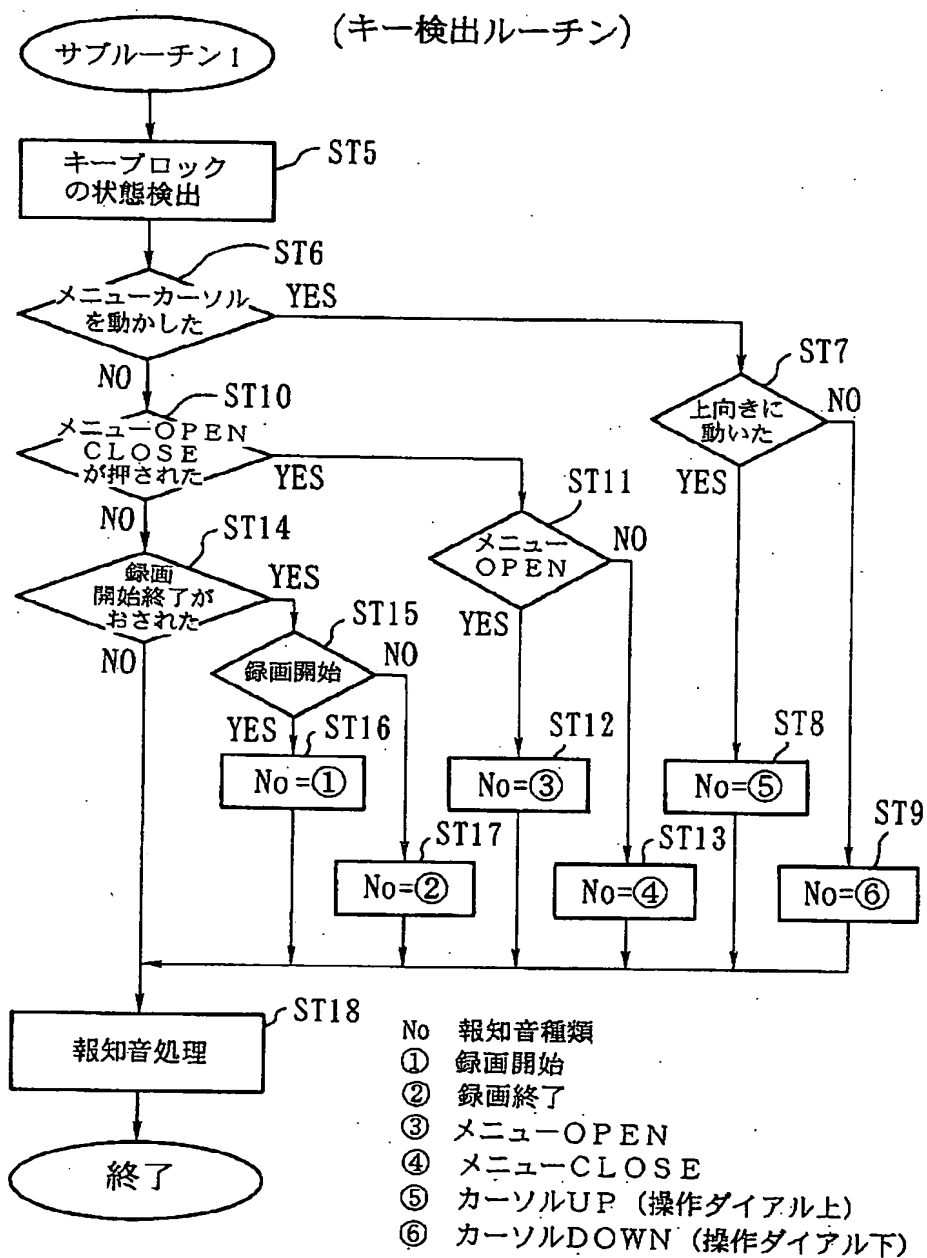 (キー検出ルーチン)
サブルーチン1
ST5
キーブロック
の状態検出
ST6
メニューカーソル
を動かした
YES
NO
ST7
上向きに
動いた
NO
YES
ST10
メニューOPEN
CLOSE
が押された
YES
NO
ST11
メニュー
OPEN
NO
YES
ST14
録画
開始終了が
おされた
YES
NO
ST15
録画開始
NO
YES
ST16
No=①
ST17
No=②
ST12
No=③
ST13
No=④
ST8
No=⑤
ST9
No=⑥
ST18
報知音処理
終了
No 報知音種類
① 録画開始
② 録画終了
③ メニューOPEN
④ メニューCLOSE
⑤ カーソルUP (操作ダイアル上)
⑥ カーソルDOWN (操作ダイアル下)